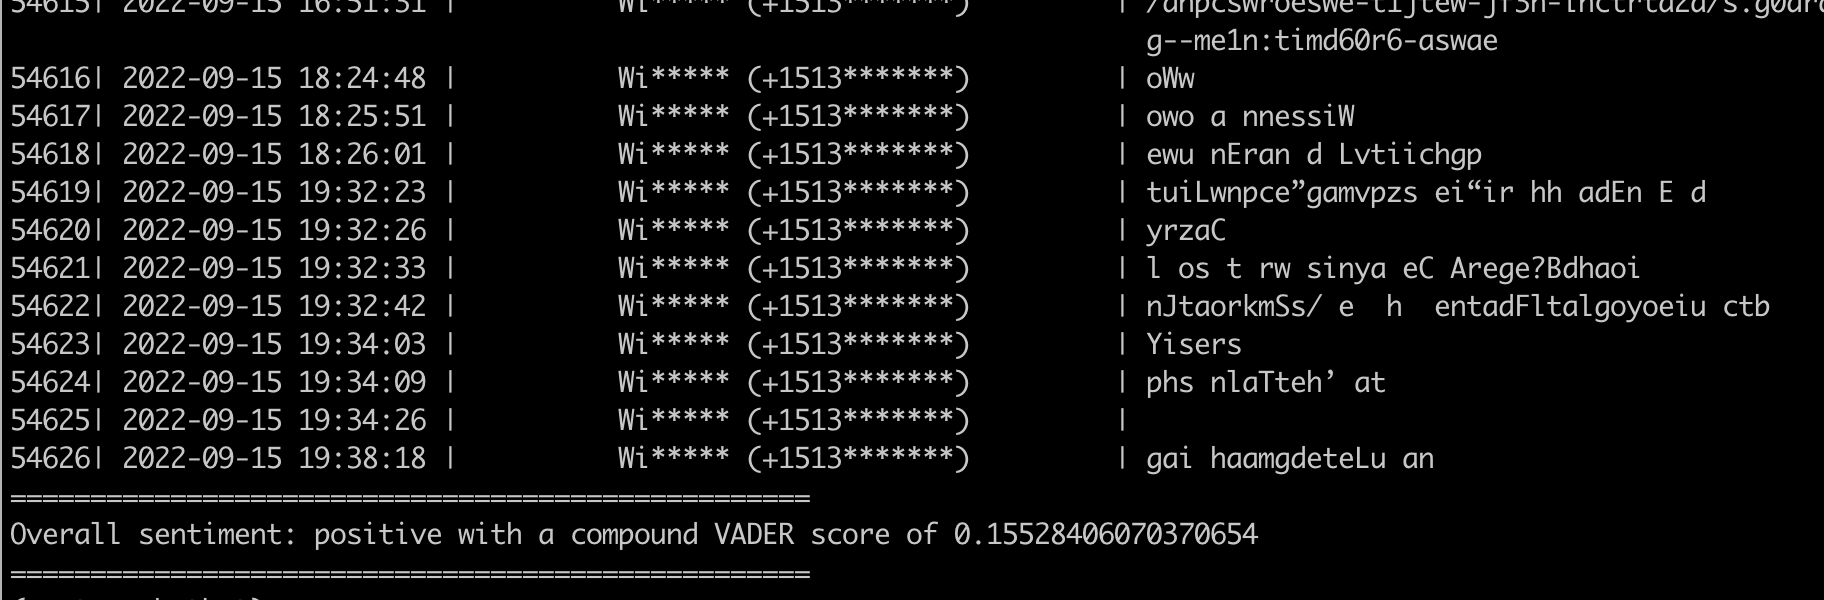 54615| 2022-09-15 16:51:31 | Wi***** (+1513*******) |
g--me1n:timd60r6-aswae
54616| 2022-09-15 18:24:48 | Wi***** (+1513*******) | oWw
54617| 2022-09-15 18:25:51 | Wi***** (+1513*******) | owo a nnessiW
54618| 2022-09-15 18:26:01 | Wi***** (+1513*******) | ewu nEran d Lvtiichgp
54619| 2022-09-15 19:32:23 | Wi***** (+1513*******) | tuiLwnpce”gamvpzs ei“ir hh adEn E d
54620| 2022-09-15 19:32:26 | Wi***** (+1513*******) | yrzaC
54621| 2022-09-15 19:32:33 | Wi***** (+1513*******) | l os t rw sinya eC Arege?Bdhaoi
54622| 2022-09-15 19:32:42 | Wi***** (+1513*******) | nJtaorkmSs/ e  h  entadFltalgoyoeiu ctb
54623| 2022-09-15 19:34:03 | Wi***** (+1513*******) | Yisers
54624| 2022-09-15 19:34:09 | Wi***** (+1513*******) | phs nlaTteh’ at
54625| 2022-09-15 19:34:26 | Wi***** (+1513*******) |
54626| 2022-09-15 19:38:18 | Wi***** (+1513*******) | gai haamgdeteLu an
==================================================
Overall sentiment: positive with a compound VADER score of 0.15528406070370654
==================================================